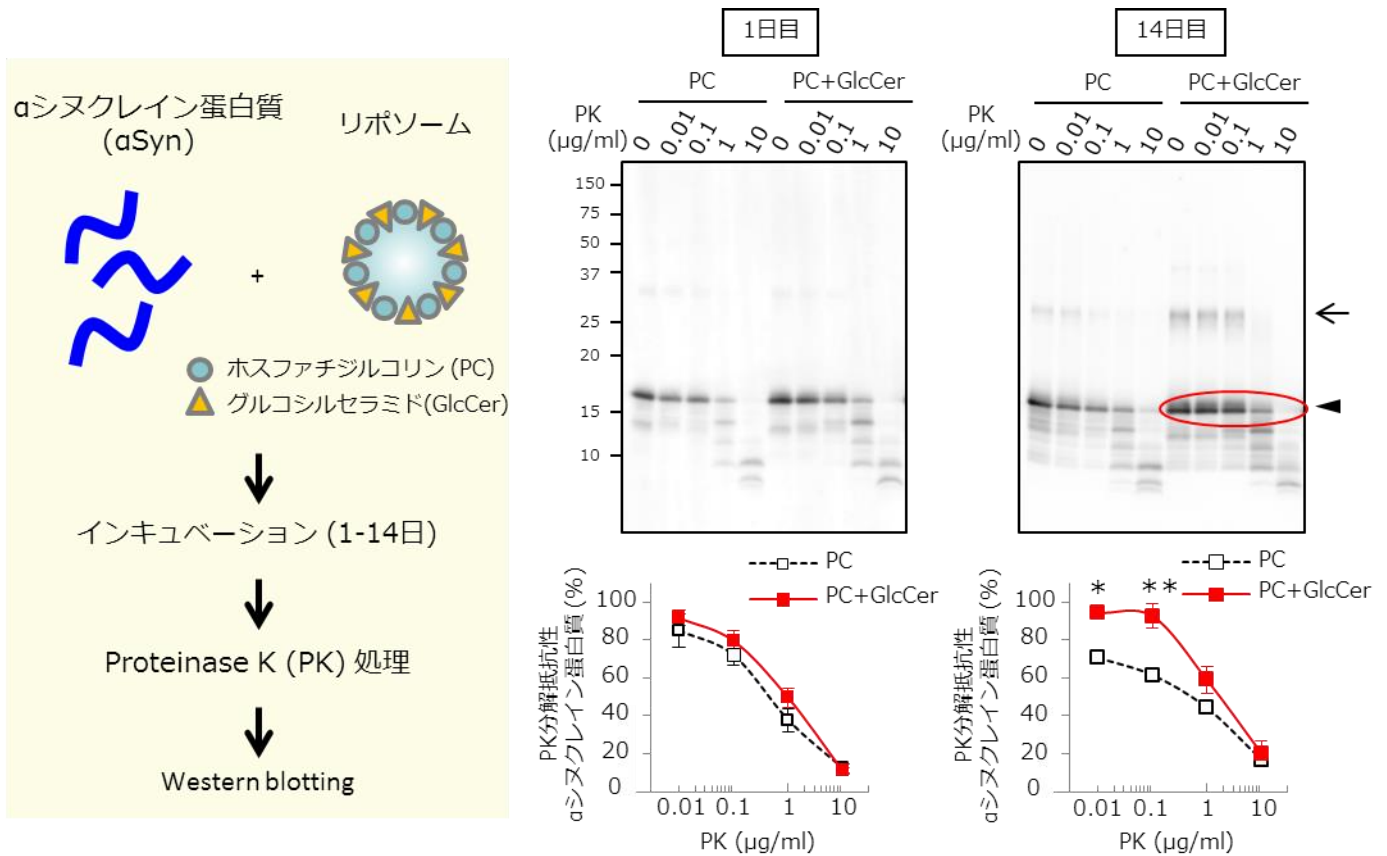 αシヌクレイン蛋白質
(αSyn)
リポソーム
+
ホスファチジルコリン (PC)
グルコシルセラミド(GlcCer)
インキュベーション (1-14日)
Proteinase K (PK) 処理
Western blotting
1日目
PC
PC+GlcCer
PK
(μg/ml)
0
0.01
0.1
1
10
0
0.01
0.1
1
10
150
75
50
37
25
20
15
10
14日目
PC
PC+GlcCer
PK
(μg/ml)
0
0.01
0.1
1
10
0
0.01
0.1
1
10
PC
PC+GlcCer
PK分解抵抗性
αシヌクレイン蛋白質 (%)
100
80
60
40
20
0
0.01
0.1
1
10
PK (μg/ml)
PC
PC+GlcCer
*
**
PK分解抵抗性
αシヌクレイン蛋白質 (%)
100
80
60
40
20
0
0.01
0.1
1
10
PK (μg/ml)